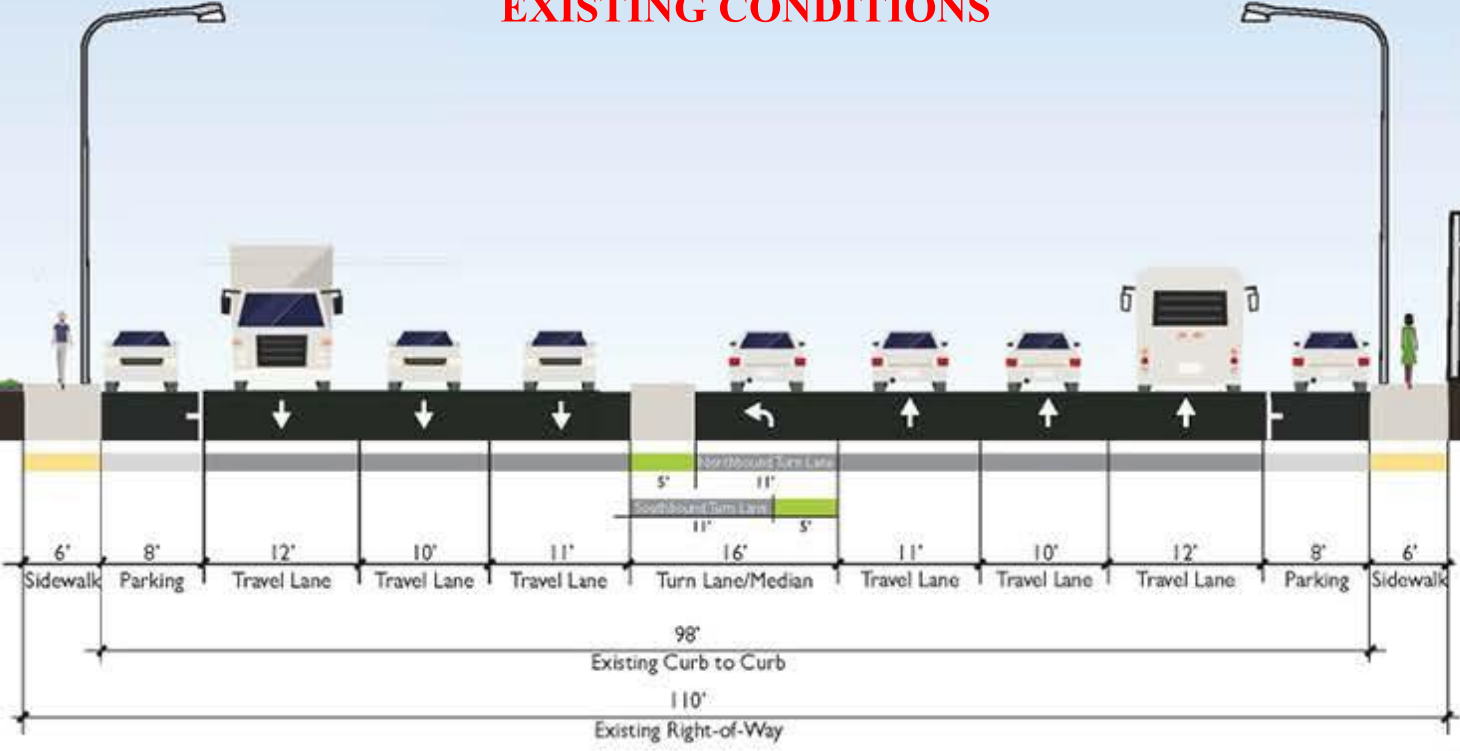 EXISTING CONDITIONS
Northbound Turn Lane
5' 11'
Southbound Turn Lane
11' 5'
6' 8' 12' 10' 11' 16' 11' 10' 12' 8' 6'
Sidewalk Parking Travel Lane Travel Lane Travel Lane Turn Lane/Median Travel Lane Travel Lane Travel Lane Parking Sidewalk
98'
Existing Curb to Curb
110'
Existing Right-of-Way